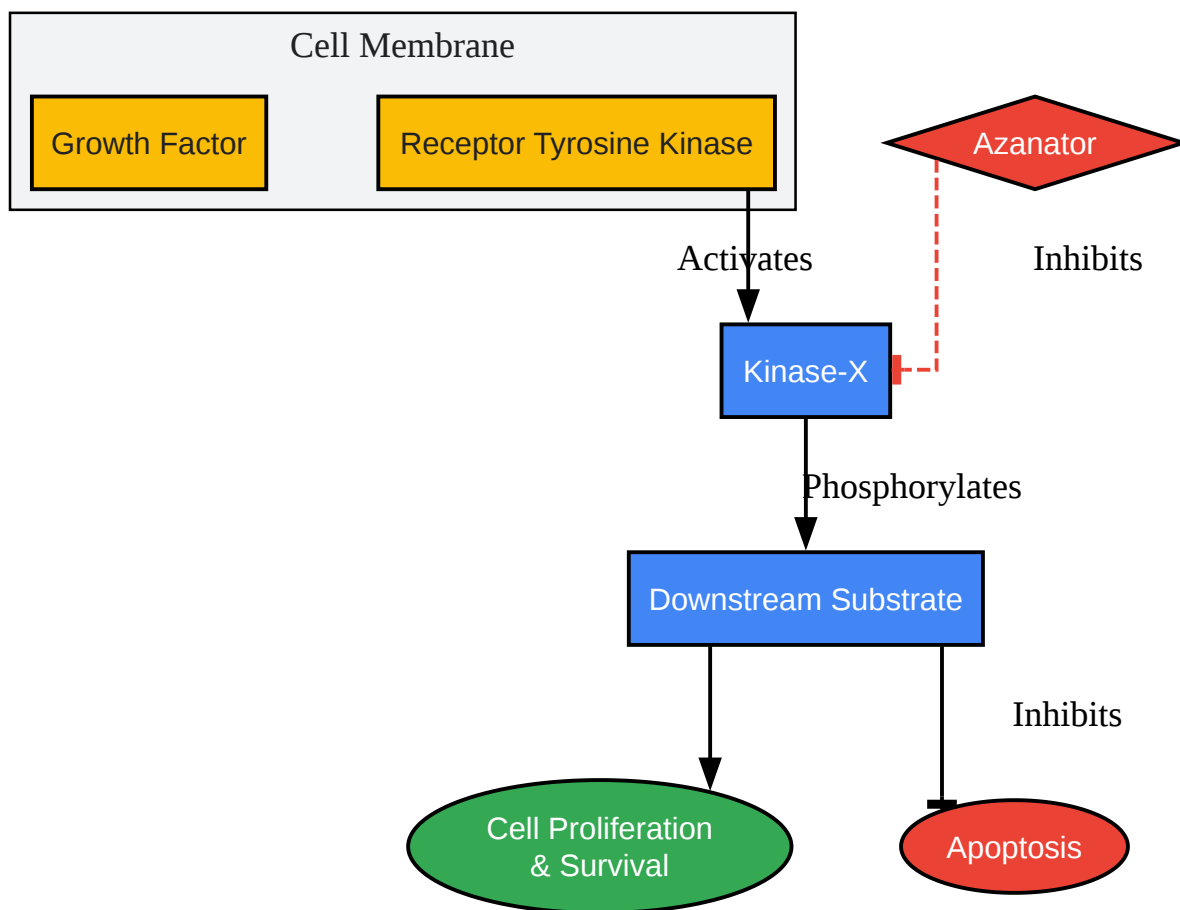 Cell Membrane
Growth Factor
Receptor Tyrosine Kinase
Azanator
Activates
Inhibits
Kinase-X
Phosphorylates
Downstream Substrate
Inhibits
Cell Proliferation
& Survival
Apoptosis